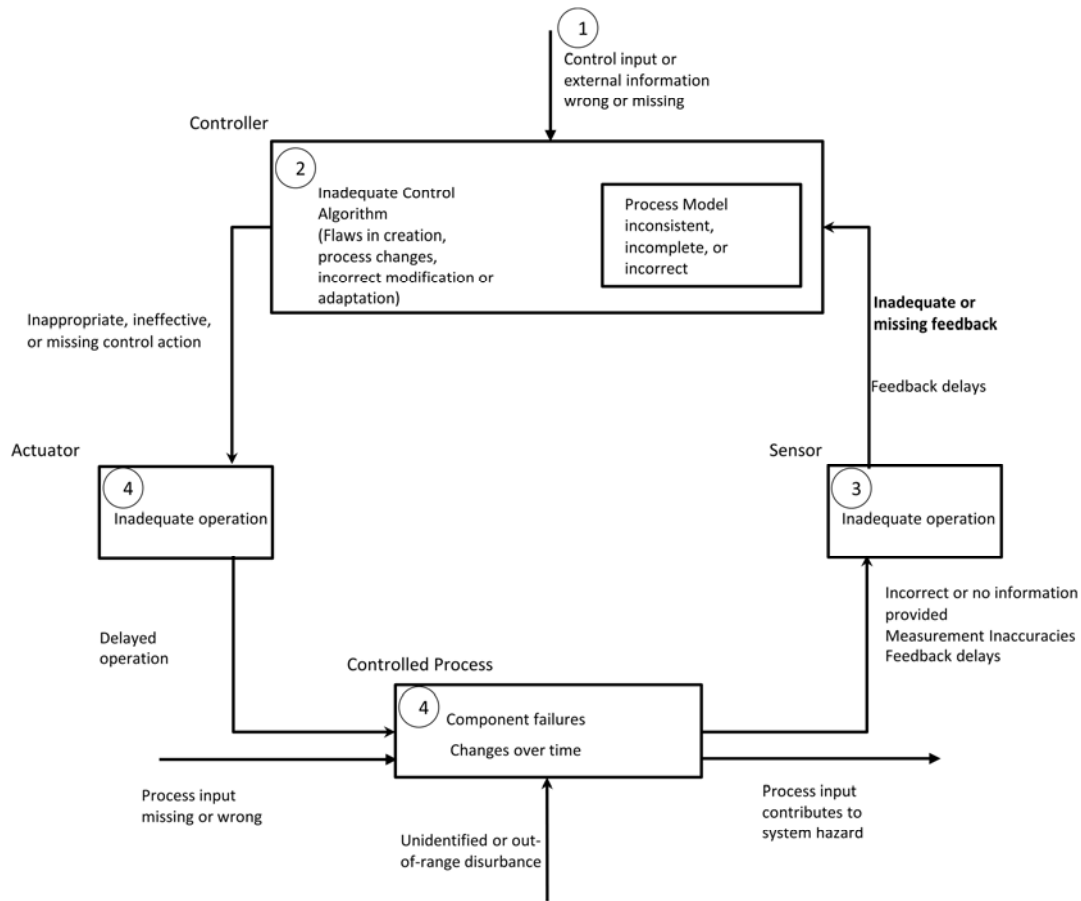 1
Control input or
external information
wrong or missing
Controller
2
Inadequate Control
Algorithm
(Flaws in creation,
process changes,
incorrect modification or
adaptation)
Process Model
inconsistent,
incomplete, or
incorrect
Inappropriate, ineffective,
or missing control action
Inadequate or
missing feedback
Feedback delays
Actuator
4
Inadequate operation
Sensor
3
Inadequate operation
Delayed
operation
Incorrect or no information
provided
Measurement Inaccuracies
Feedback delays
Controlled Process
4
Component failures
Changes over time
Process input
missing or wrong
Unidentified or out-
of-range disurbance
Process input
contributes to
system hazard